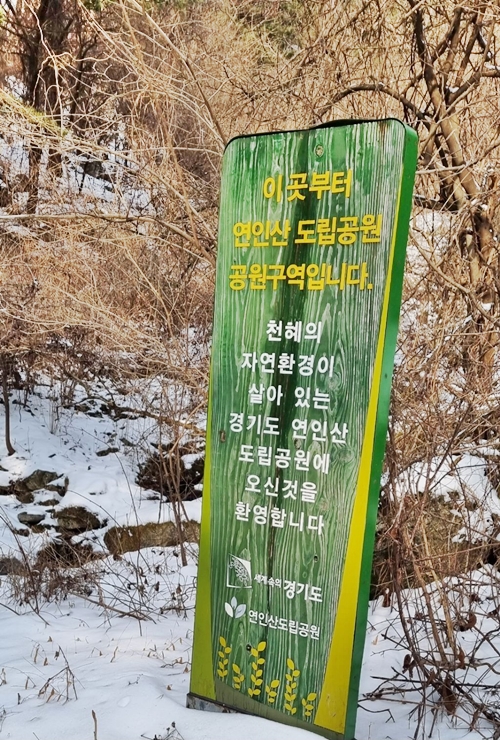 이 곳부터
연인산 도립공원
공원구역입니다.
천혜의
자연환경이
살아 있는
경기도 연인산
도립공원에
오신것을
환영합니다
세계속의 경기도
연인산도립공원